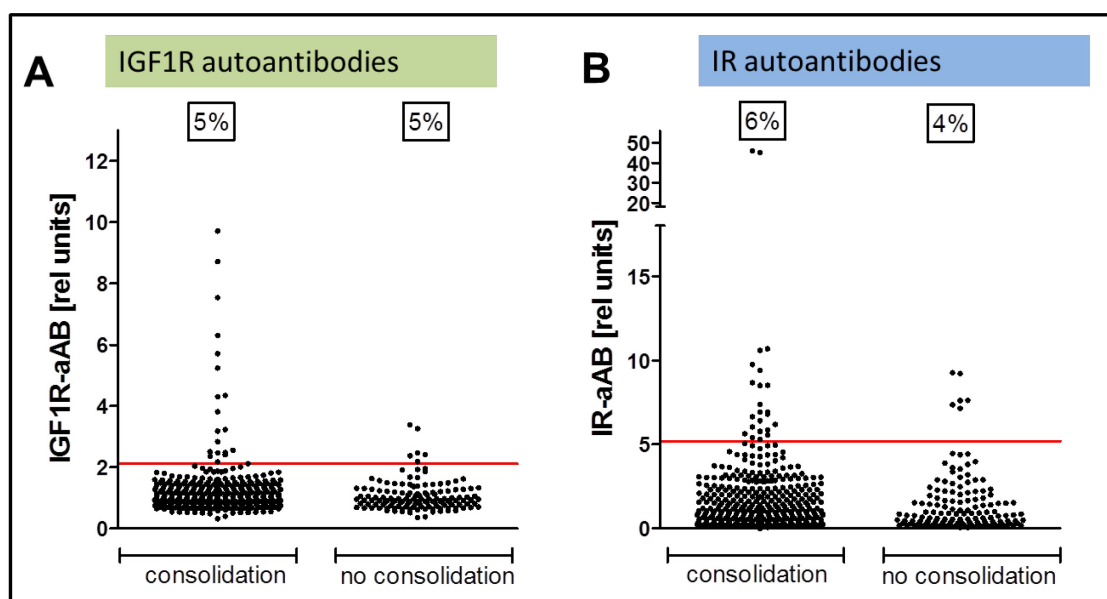 A
IGF1R autoantibodies
5%
5%
IGF1R-aAB [rel units]
12
10
8
6
4
2
0
consolidation
no consolidation
B
IR autoantibodies
6%
4%
IR-aAB [rel units]
50
40
30
20
15
10
5
0
consolidation
no consolidation